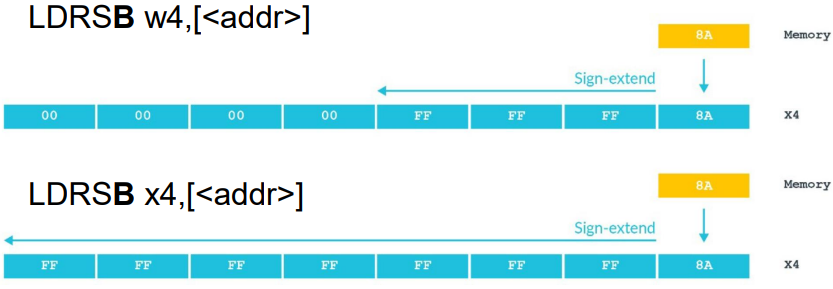 LDRSB w4,[<addr>]
8A Memory
Sign-extend
00 00 00 00 FF FF FF 8A X4
LDRSB x4,[<addr>]
8A Memory
Sign-extend
FF FF FF FF FF FF FF 8A X4